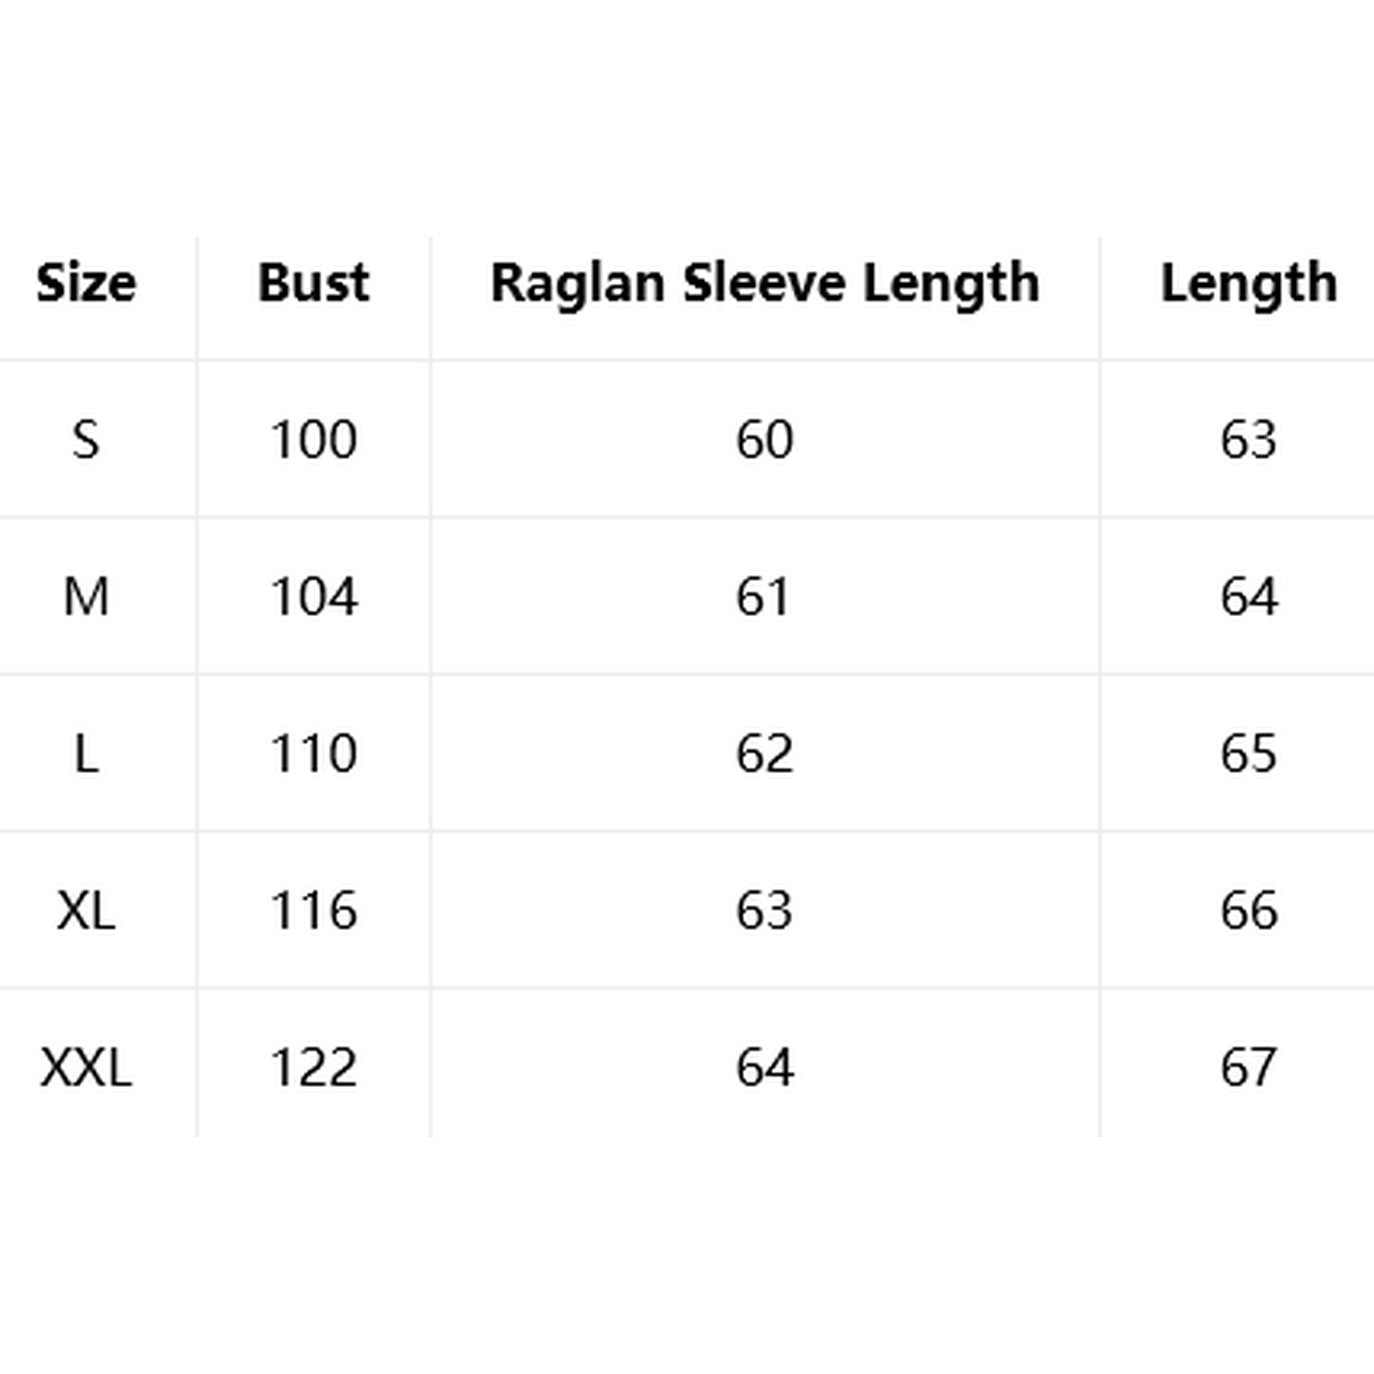 Size Bust Raglan Sleeve Length Length
S 100 60 63
M 104 61 64
L 110 62 65
XL 116 63 66
XXL 122 64 67